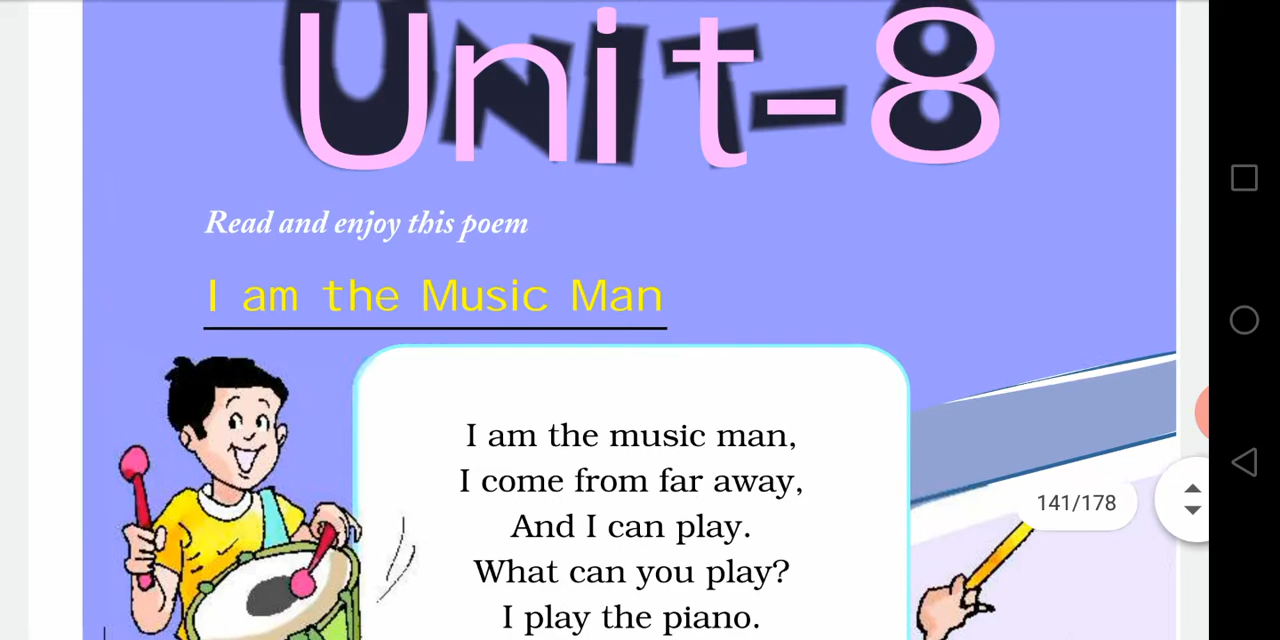 Unit-8
Read and enjoy this poem
I am the Music Man
I am the music man,
I come from far away,
And I can play.
What can you play?
I play the piano.
141/178